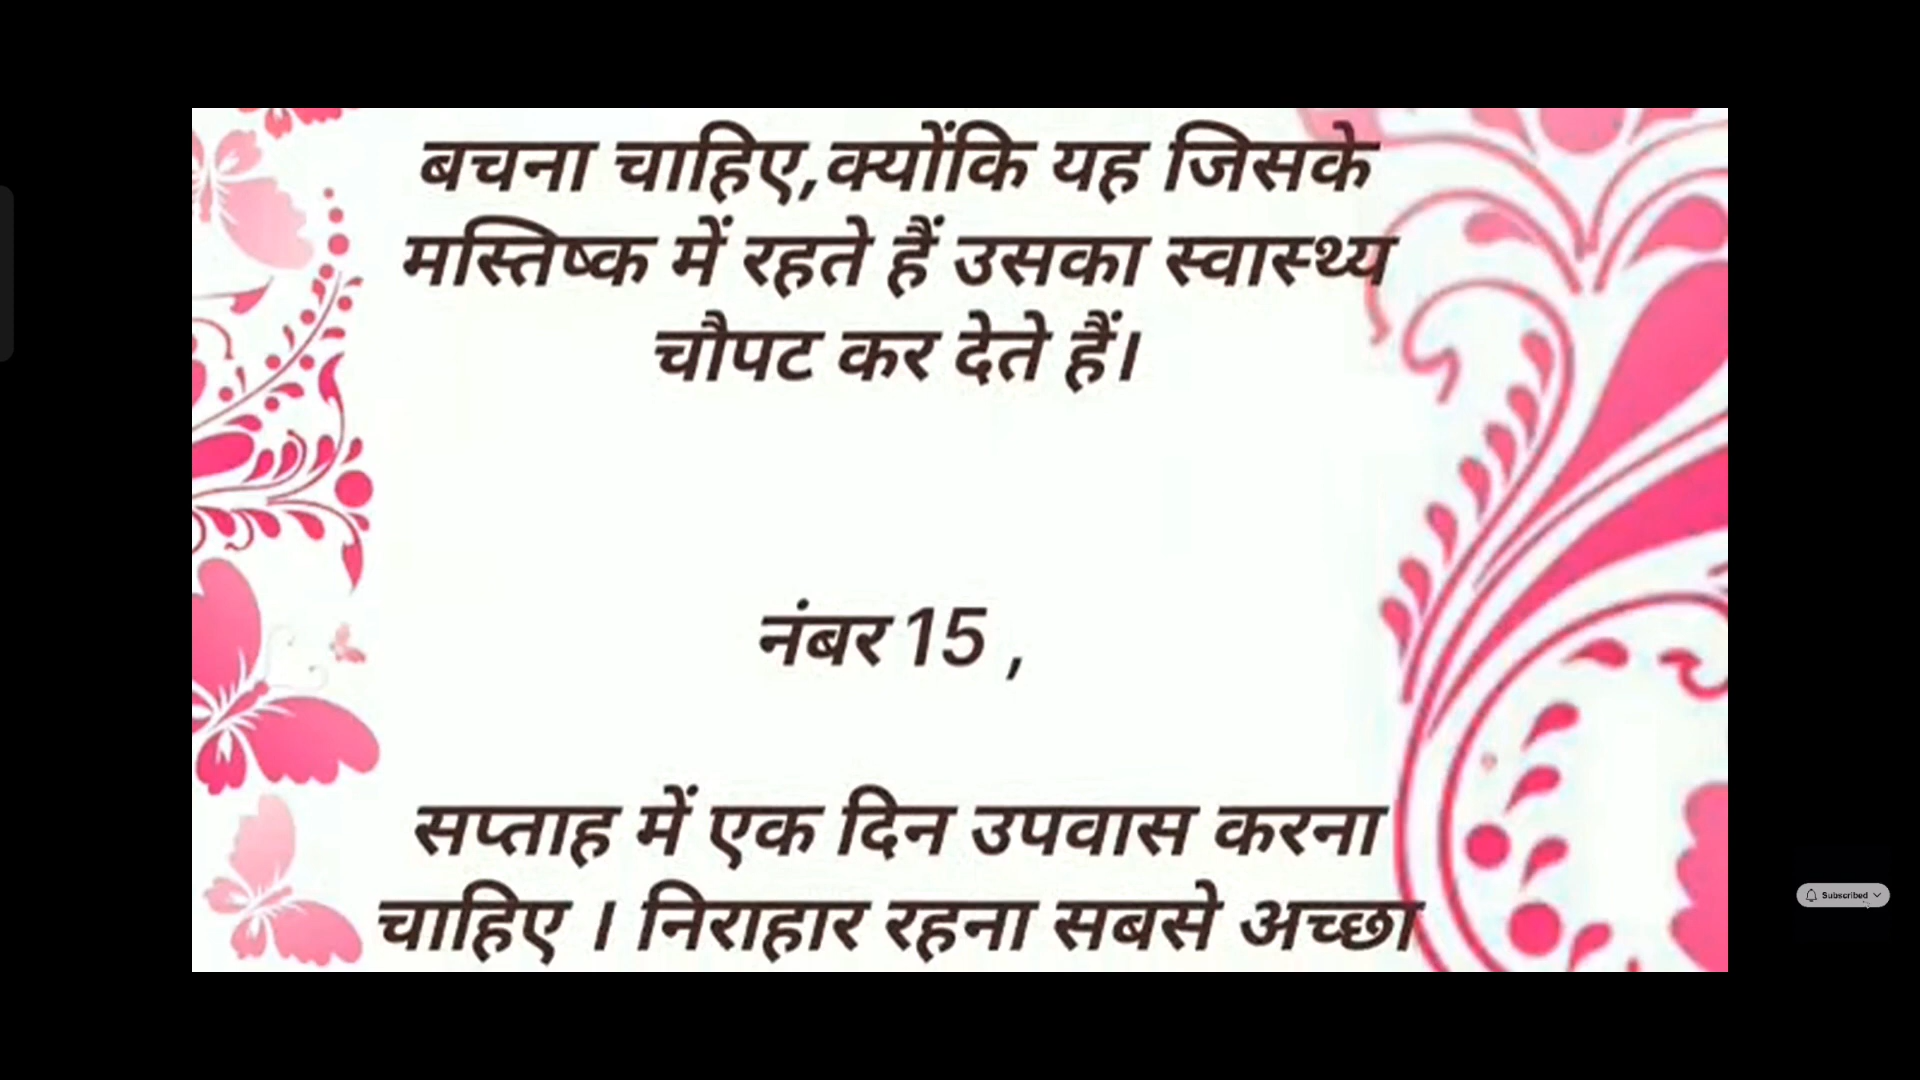 बचना चाहिए,क्योंकि यह जिसके
मस्तिष्क में रहते हैं उसका स्वास्थ्य
चौपट कर देते हैं।
नंबर 15 ,
सप्ताह में एक दिन उपवास करना
चाहिए । निराहार रहना सबसे अच्छा
Subscribed